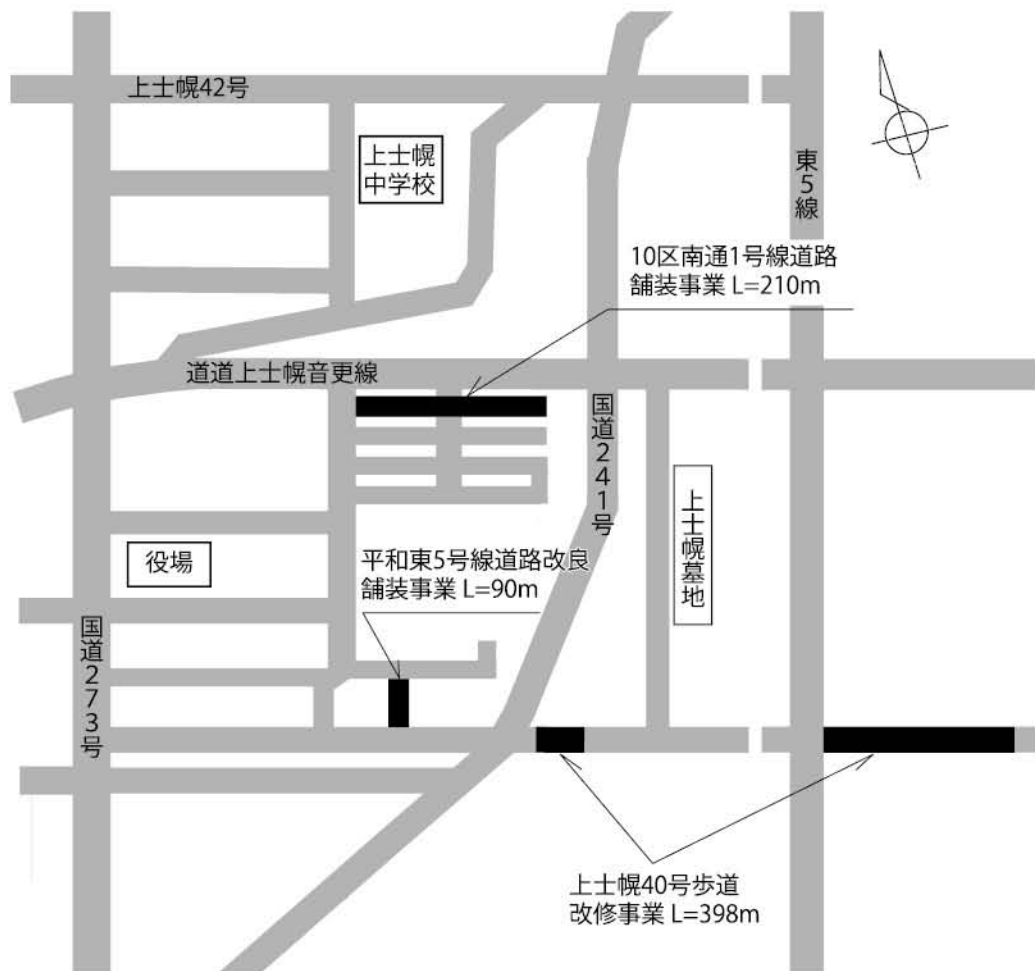 上士幌42号
上士幌
中学校
東5線
10区南通1号線道路
舗装事業 L=210m
道道上士幌音更線
国道241号
上士幌墓地
役場
平和東5号線道路改良
舗装事業 L=90m
国道273号
上士幌40号歩道
改修事業 L=398m